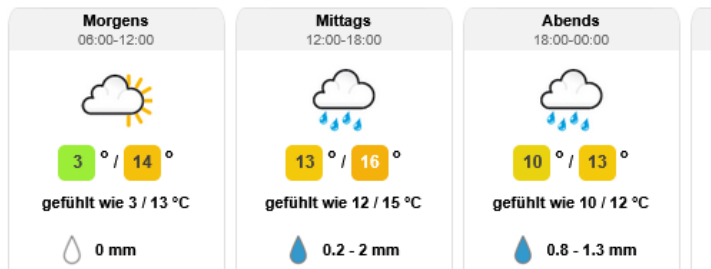 Morgens
06:00-12:00
3 ° / 14 °
gefühlt wie 3 / 13 °C
0 mm
Mittags
12:00-18:00
13 ° / 16 °
gefühlt wie 12 / 15 °C
0.2 - 2 mm
Abends
18:00-00:00
10 ° / 13 °
gefühlt wie 10 / 12 °C
0.8 - 1.3 mm